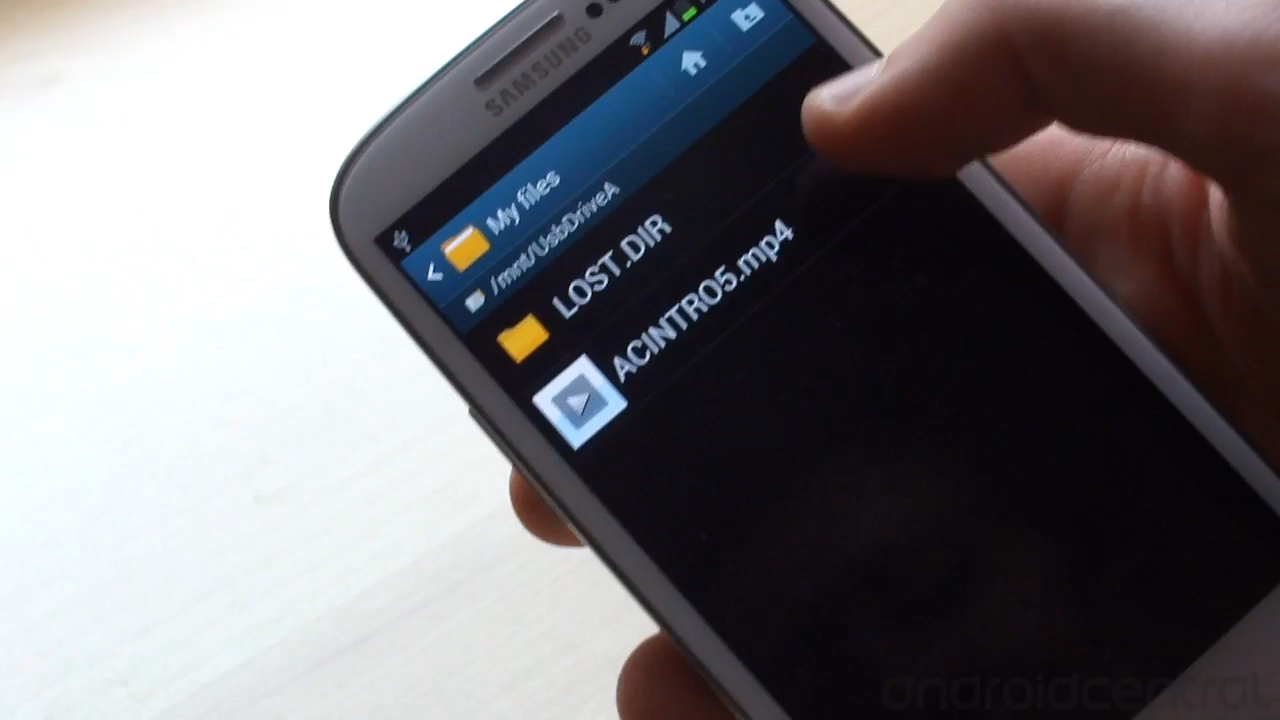 SAMSUNG
My files
/mnt/UsbDriveA
LOST.DIR
ACINTRO5.mp4
androidcentral